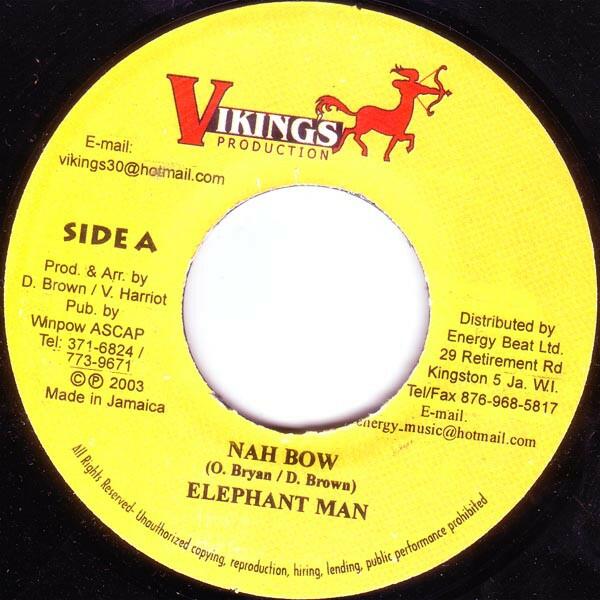 VIKINGS
PRODUCTION
E-mail:
vikings30@hotmail.com
SIDE A
Prod. & Arr. by
D. Brown / V. Harriot
Pub. by
Winpow ASCAP
Tel: 371-6824 /
773-9671
©℗ 2003
Made in Jamaica
Distributed by
Energy Beat Ltd.
29 Retirement Rd
Kingston 5 Ja. W.I.
Tel/Fax 876-968-5817
E-mail.
energy_music@hotmail.com
NAH BOW
(O. Bryan / D. Brown)
ELEPHANT MAN
All Rights Reserved- Unauthorized copying, reproduction, hiring, lending, public performance prohibited